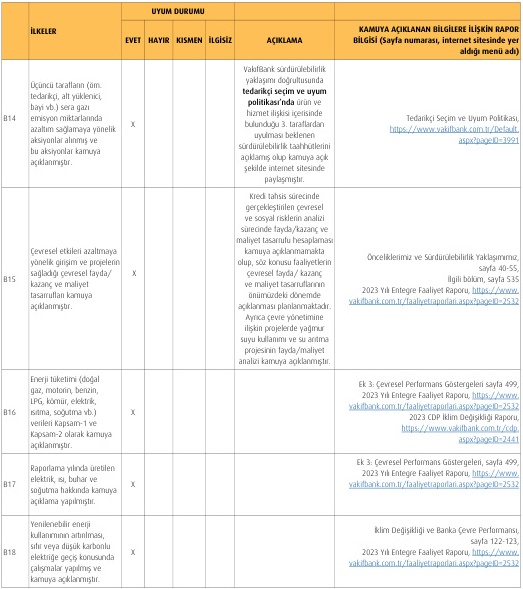 UYUM DURUMU
İLKELER
EVET
HAYIR
KISMEN
İLGİSİZ
AÇIKLAMA
KAMUYA AÇIKLANAN BİLGİLERE İLİŞKİN RAPOR
BİLGİSİ (Sayfa numarası, internet sitesinde yer
aldığı menü adı)
B14
Üçüncü tarafların (örn.
tedarikçi, alt yüklenici,
bayi vb.) sera gazı
emisyon miktarlarında
azaltım sağlamaya yönelik
aksiyonlar alınmış ve
bu aksiyonlar kamuya
açıklanmıştır.
X
VakıfBank sürdürülebilirlik
yaklaşımı doğrultusunda
tedarikçi seçim ve uyum
politikası’nda ürün ve
hizmet ilişkisi içerisinde
bulunduğu 3. taraflardan
uyulması beklenen
sürdürülebilirlik taahhütlerini
açıklamış olup kamuya açık
şekilde internet sitesinde
paylaşmıştır.
Tedarikçi Seçim ve Uyum Politikası,
https://www.vakifbank.com.tr/Default.
aspx?pageID=3991
B15
Çevresel etkileri azaltmaya
yönelik girişim ve projelerin
sağladığı çevresel fayda/
kazanç ve maliyet
tasarrufları kamuya
açıklanmıştır.
X
Kredi tahsis sürecinde
gerçekleştirilen çevresel
ve sosyal risklerin analizi
sürecinde fayda/kazanç ve
maliyet tasarrufu hesaplaması
kamuya açıklanmamakta
olup, söz konusu faaliyetlerin
çevresel fayda/ kazanç
ve maliyet tasarruflarının
önümüzdeki dönemde
açıklanması planlanmaktadır.
Ayrıca çevre yönetimine
ilişkin projelerde yağmur
suyu kullanımı ve su arıtma
projesinin fayda/maliyet
analizi kamuya açıklanmıştır.
Önceliklerimiz ve Sürdürülebilirlik Yaklaşımımız,
sayfa 40-55,
İlgili bölüm, sayfa 535
2023 Yılı Entegre Faaliyet Raporu, https://www.
vakifbank.com.tr/faaliyetraporlari.aspx?pageID=2532
B16
Enerji tüketimi (doğal
gaz, motorin, benzin,
LPG, kömür, elektrik,
ısıtma, soğutma vb.)
verileri Kapsam-1 ve
Kapsam-2 olarak kamuya
açıklanmıştır.
X
Ek 3: Çevresel Performans Göstergeleri sayfa 499,
2023 Yılı Entegre Faaliyet Raporu, https://www.
vakifbank.com.tr/faaliyetraporlari.aspx?pageID=2532
2023 CDP İklim Değişikliği Raporu,
https://www.vakifbank.com.tr/cdp.
aspx?pageID=2441
B17
Raporlama yılında üretilen
elektrik, ısı, buhar ve
soğutma hakkında kamuya
açıklama yapılmıştır.
X
Ek 3: Çevresel Performans Göstergeleri, sayfa 499,
2023 Yılı Entegre Faaliyet Raporu, https://www.
vakifbank.com.tr/faaliyetraporlari.aspx?pageID=2532
B18
Yenilenebilir enerji
kullanımının artırılması,
sıfır veya düşük karbonlu
elektriğe geçiş konusunda
çalışmalar yapılmış ve
kamuya açıklanmıştır.
X
İklim Değişikliği ve Banka Çevre Performansı,
sayfa 122-123,
2023 Yılı Entegre Faaliyet Raporu, https://www.
vakifbank.com.tr/faaliyetraporlari.aspx?pageID=2532